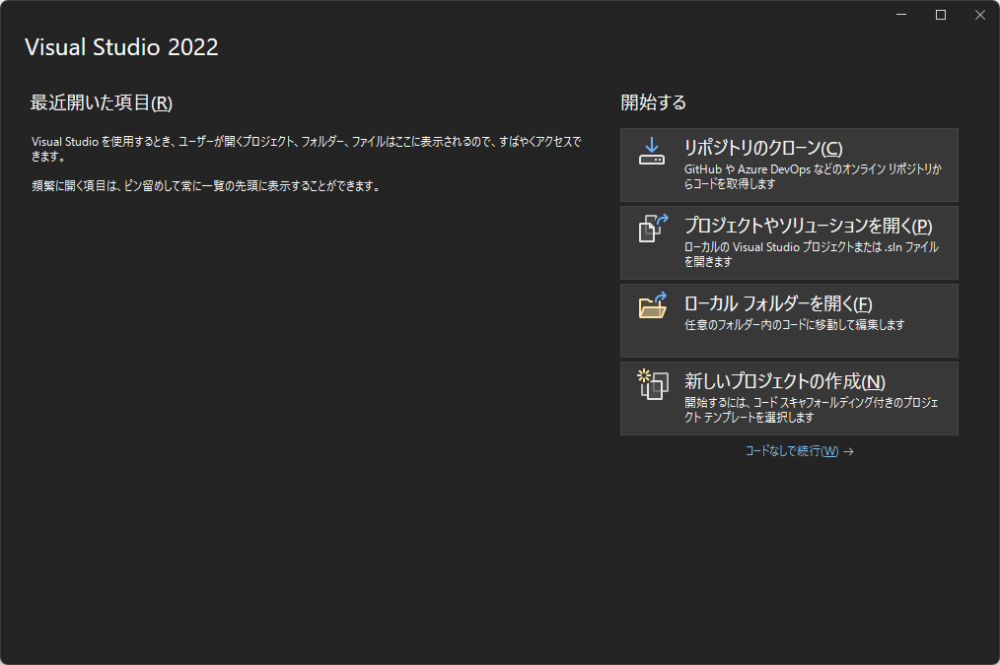 Visual Studio 2022
最近開いた項目(R)
Visual Studio を使用するとき、ユーザーが開くプロジェクト、フォルダー、ファイルはここに表示されるので、すばやくアクセスで
きます。
頻繁に開く項目は、ピン留めして常に一覧の先頭に表示することができます。
開始する
リポジトリのクローン(C)
GitHub や Azure DevOps などのオンライン リポジトリか
らコードを取得します
プロジェクトやソリューションを開く(P)
ローカルの Visual Studio プロジェクトまたは .sln ファイル
を開きます
ローカル フォルダーを開く(F)
任意のフォルダー内のコードに移動して編集します
新しいプロジェクトの作成(N)
開始するには、コード スキャフォールディング付きのプロジェ
クト テンプレートを選択します
コードなしで続行(W) →